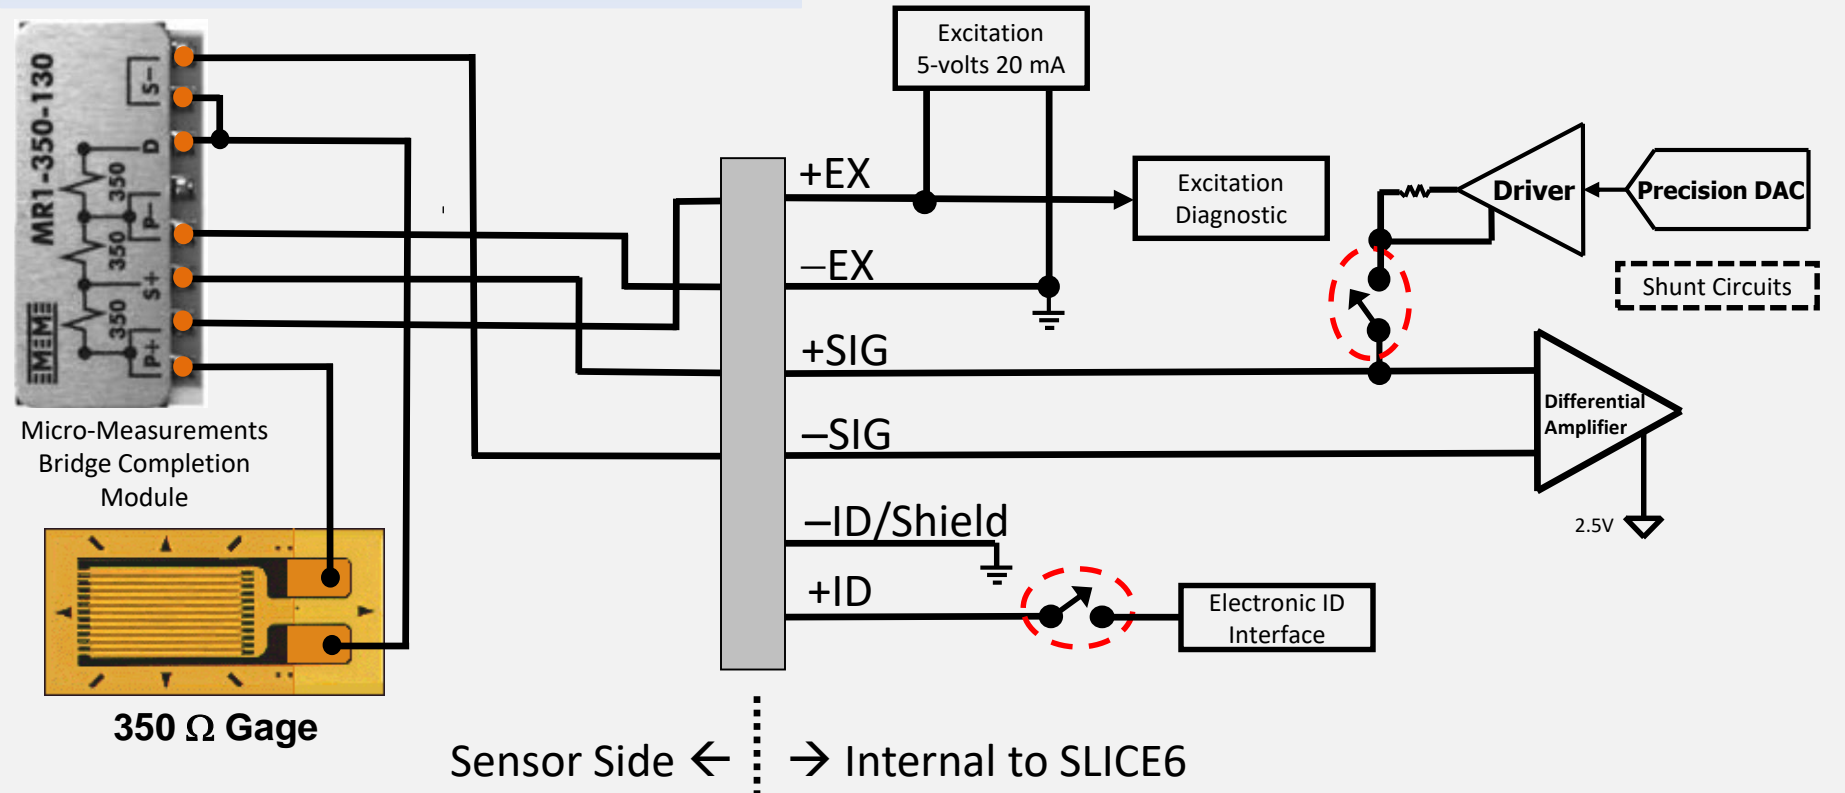 MR1-350-130
S−
D
P−
S+
P+
350
350
350
MEME
Micro-Measurements
Bridge Completion
Module
350 Ω Gage
Excitation
5-volts 20 mA
+EX
−EX
+SIG
−SIG
−ID/Shield
+ID
Excitation
Diagnostic
Driver
Precision DAC
Shunt Circuits
Differential
Amplifier
2.5V
Electronic ID
Interface
Sensor Side ← → Internal to SLICE6